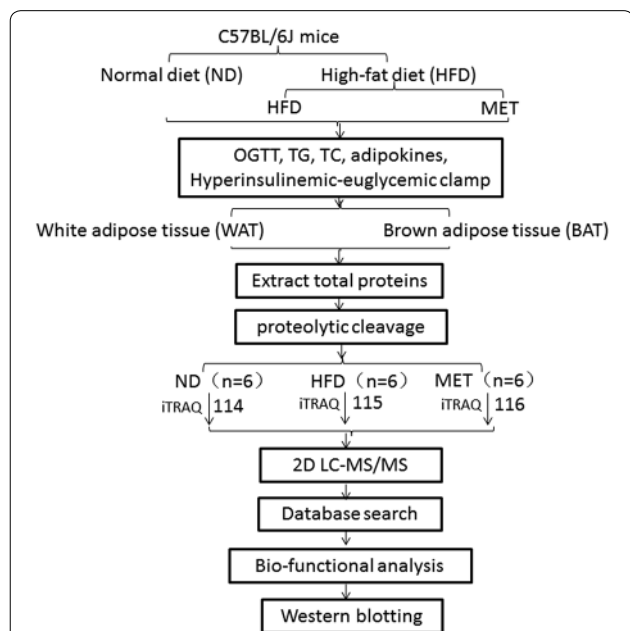 C57BL/6J mice
Normal diet (ND) High-fat diet (HFD)
HFD MET
OGTT, TG, TC, adipokines,
Hyperinsulinemic-euglycemic clamp
White adipose tissue (WAT) Brown adipose tissue (BAT)
Extract total proteins
proteolytic cleavage
ND（n=6） HFD（n=6） MET（n=6）
iTRAQ 114 iTRAQ 115 iTRAQ 116
2D LC-MS/MS
Database search
Bio-functional analysis
Western blotting